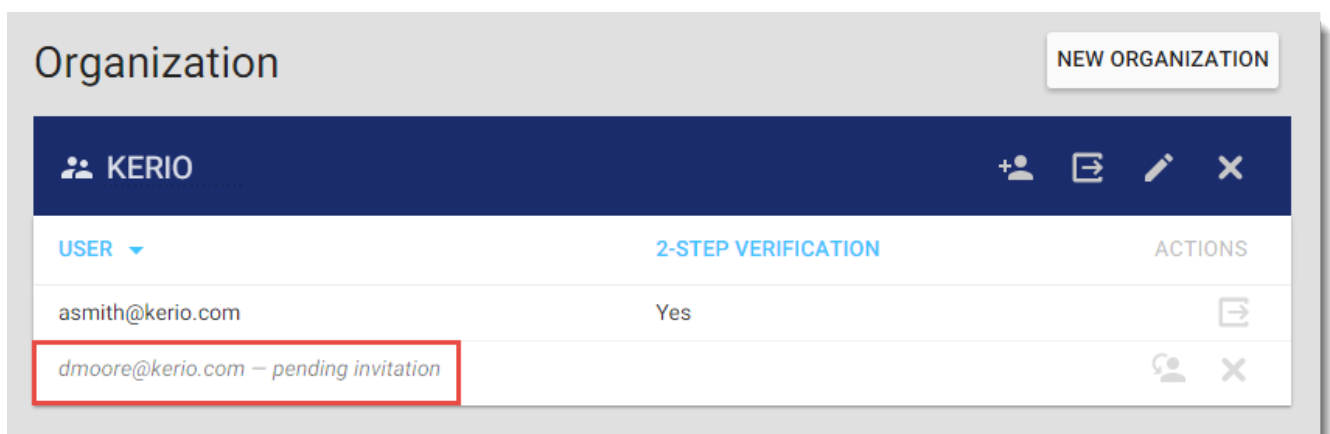 Organization
NEW ORGANIZATION
KERIO
USER 2-STEP VERIFICATION ACTIONS
asmith@kerio.com Yes
dmoore@kerio.com — pending invitation